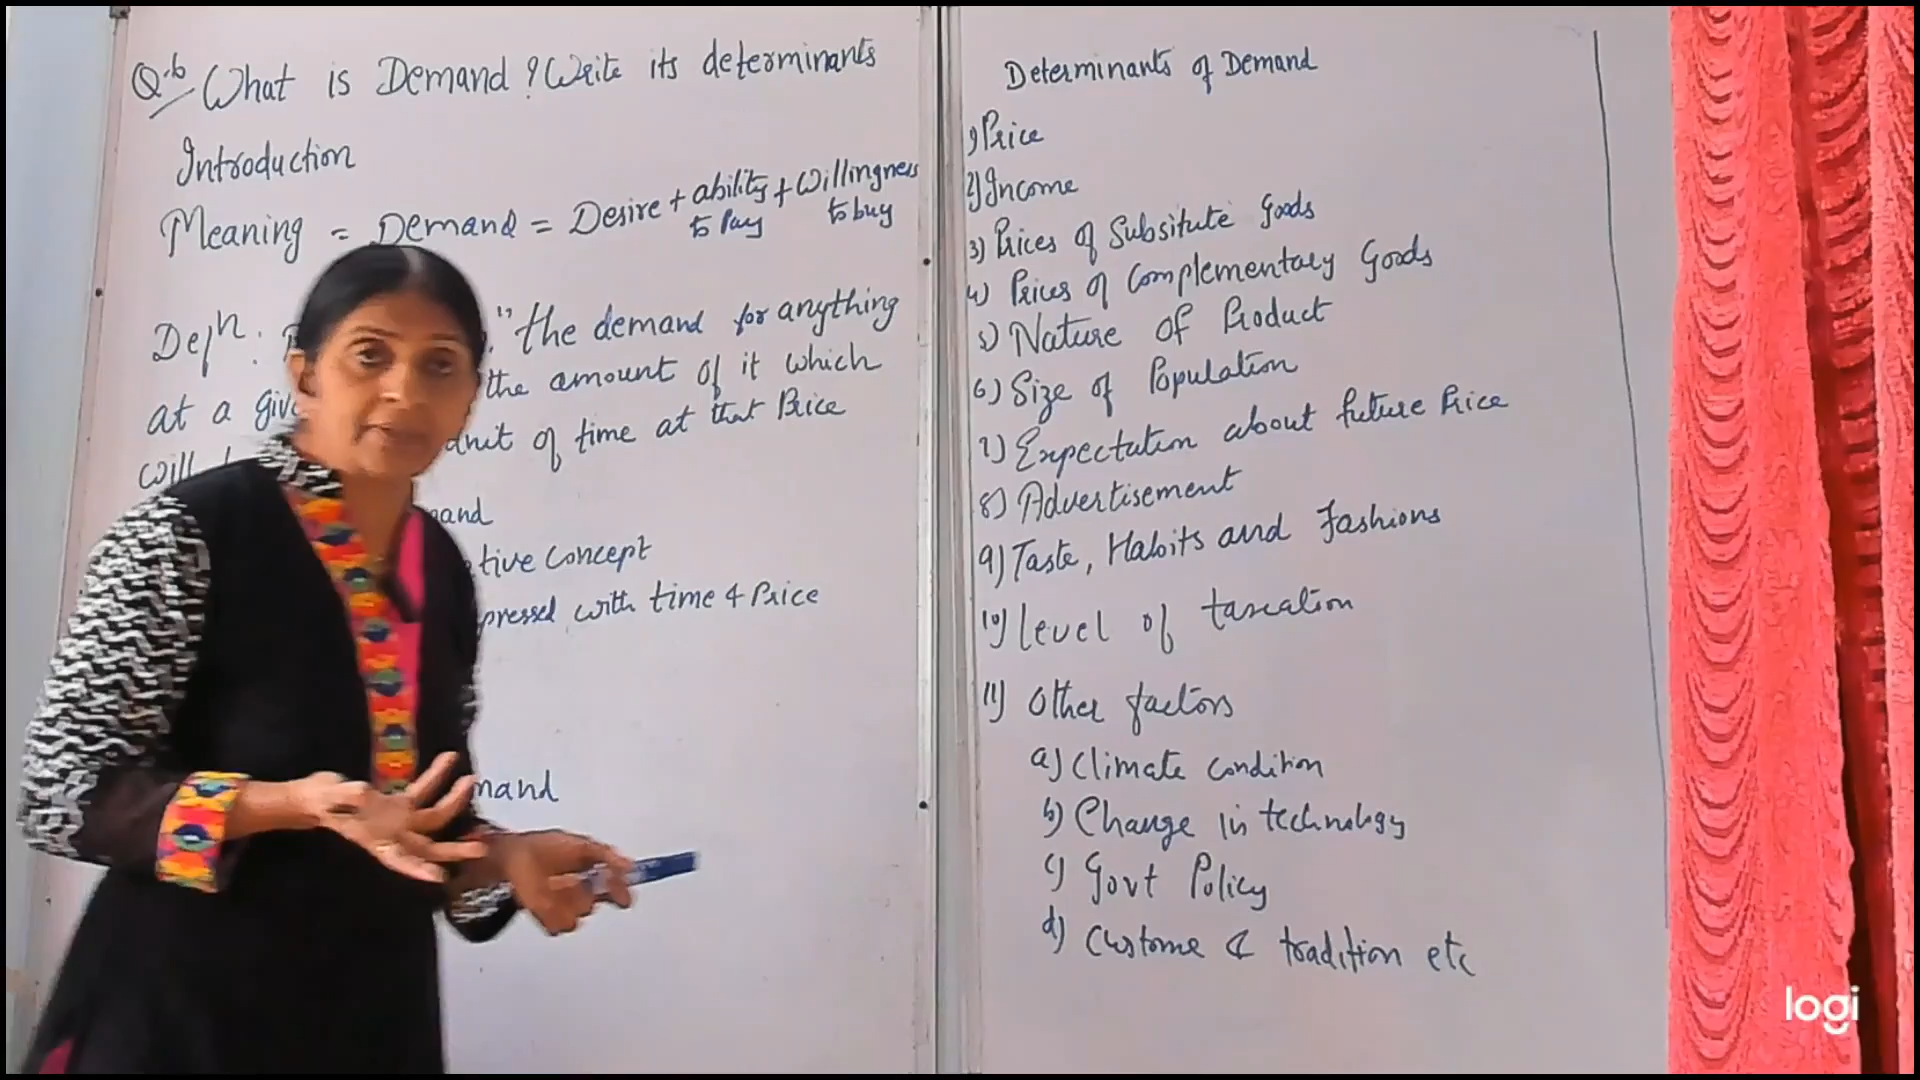 Q.6 What is Demand? Write its determinants
Introduction
Meaning = Demand = Desire + ability + Willingness
to Pay to buy
Defn: "the demand for anything
at a give the amount of it which
will unit of time at that Price
mand
tive concept
pressed with time & Price
mand
Determinants of Demand
1) Price
2) Income
3) Prices of Subsitute goods
4) Prices of Complementary Goods
5) Nature of Product
6) Size of Population
7) Expectation about future Price
8) Advertisement
9) Taste, Habits and Fashions
10) level of taxation
11) Other factors
a) Climate condition
b) Change in technology
c) Govt Policy
d) Custome & tradition etc
logi